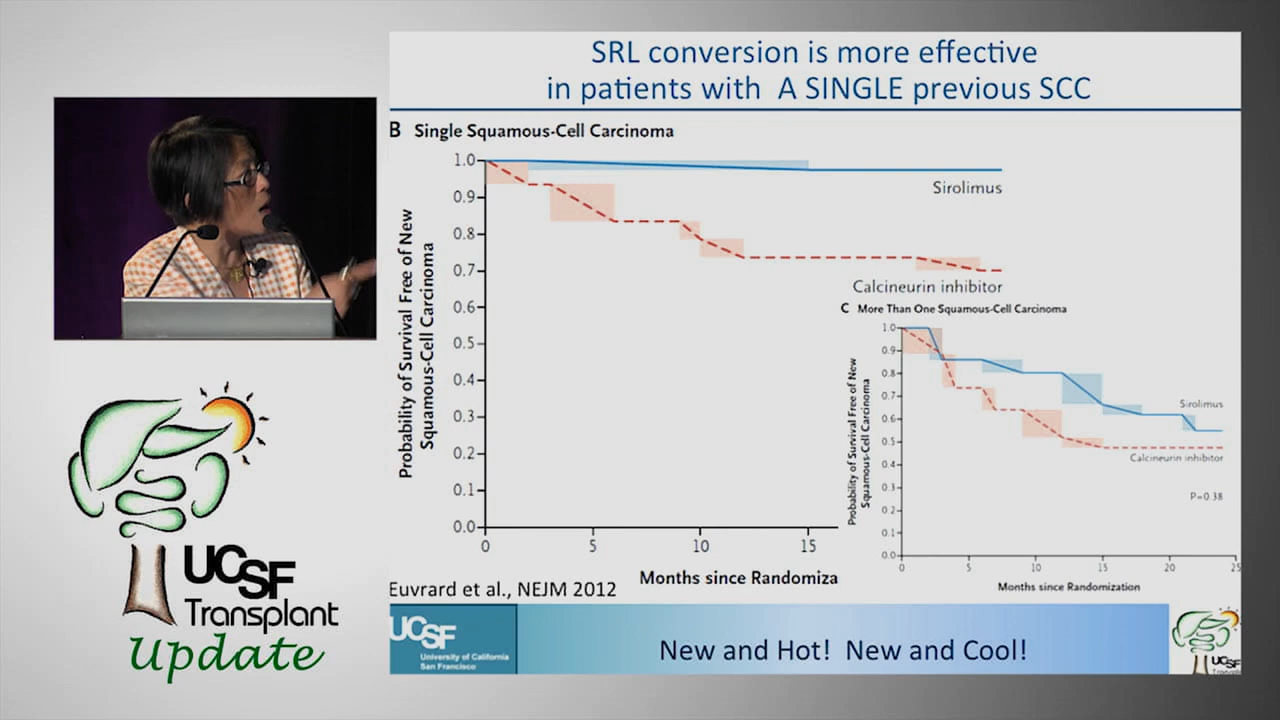 SRL conversion is more effective
in patients with A SINGLE previous SCC
B Single Squamous-Cell Carcinoma
Probability of Survival Free of New
Squamous-Cell Carcinoma
1.0
0.9
0.8
0.7
0.6
0.5
0.4
0.3
0.2
0.1
0.0
0 5 10 15
Months since Randomiza
Sirolimus
Calcineurin inhibitor
C More Than One Squamous-Cell Carcinoma
Probability of Survival Free of New
Squamous-Cell Carcinoma
1.0
0.9
0.8
0.7
0.6
0.5
0.4
0.3
0.2
0.1
0.0
0 5 10 15 20 25
Months since Randomization
Sirolimus
Calcineurin inhibitor
P=0.38
Euvrard et al., NEJM 2012
UCSF
University of California
San Francisco
New and Hot! New and Cool!
UCSF
UCSF
Transplant
Update